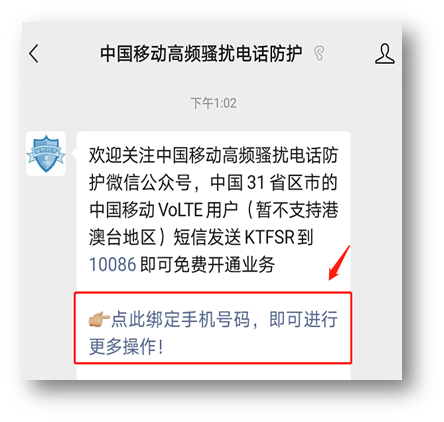 中国移动高频骚扰电话防护
下午1:02
欢迎关注中国移动高频骚扰电话防
护微信公众号，中国 31 省区市的
中国移动 VoLTE 用户（暂不支持港
澳台地区）短信发送 KTFSR 到
10086 即可免费开通业务
👉点此绑定手机号码，即可进行
更多操作！